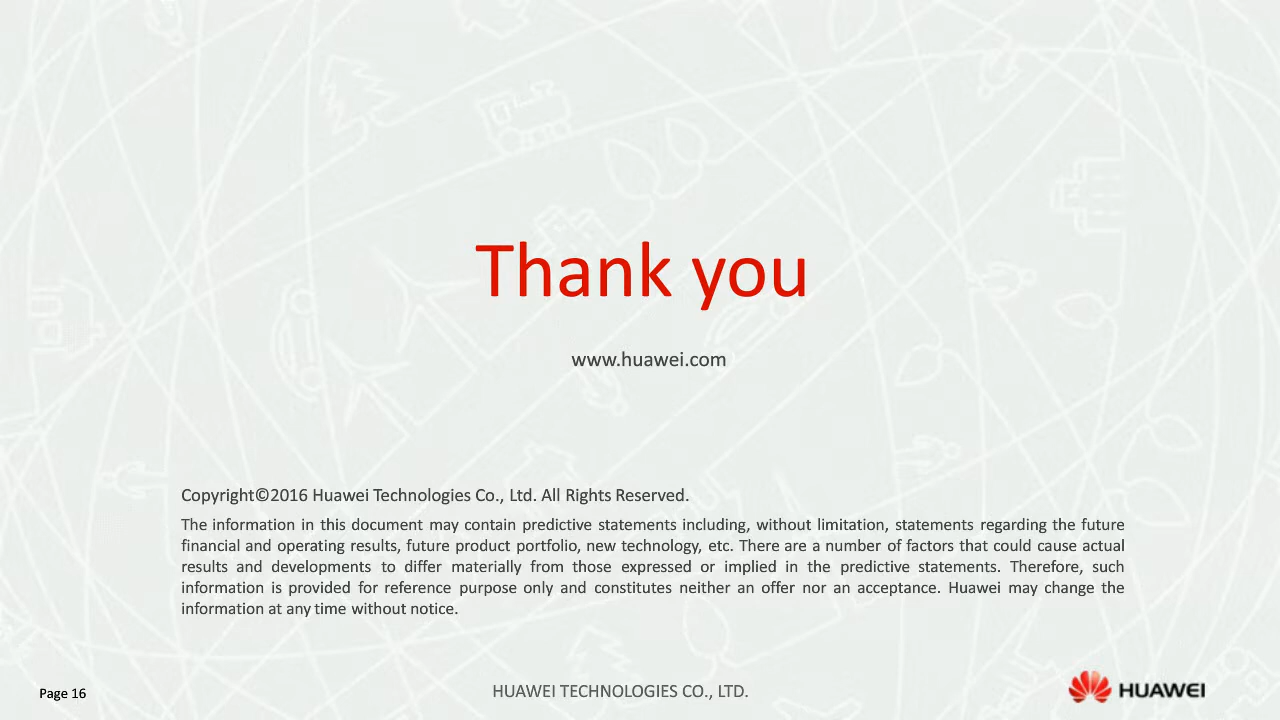 Thank you
www.huawei.com
Copyright©2016 Huawei Technologies Co., Ltd. All Rights Reserved.
The information in this document may contain predictive statements including, without limitation, statements regarding the future
financial and operating results, future product portfolio, new technology, etc. There are a number of factors that could cause actual
results and developments to differ materially from those expressed or implied in the predictive statements. Therefore, such
information is provided for reference purpose only and constitutes neither an offer nor an acceptance. Huawei may change the
information at any time without notice.
Page 16
HUAWEI TECHNOLOGIES CO., LTD.
HUAWEI